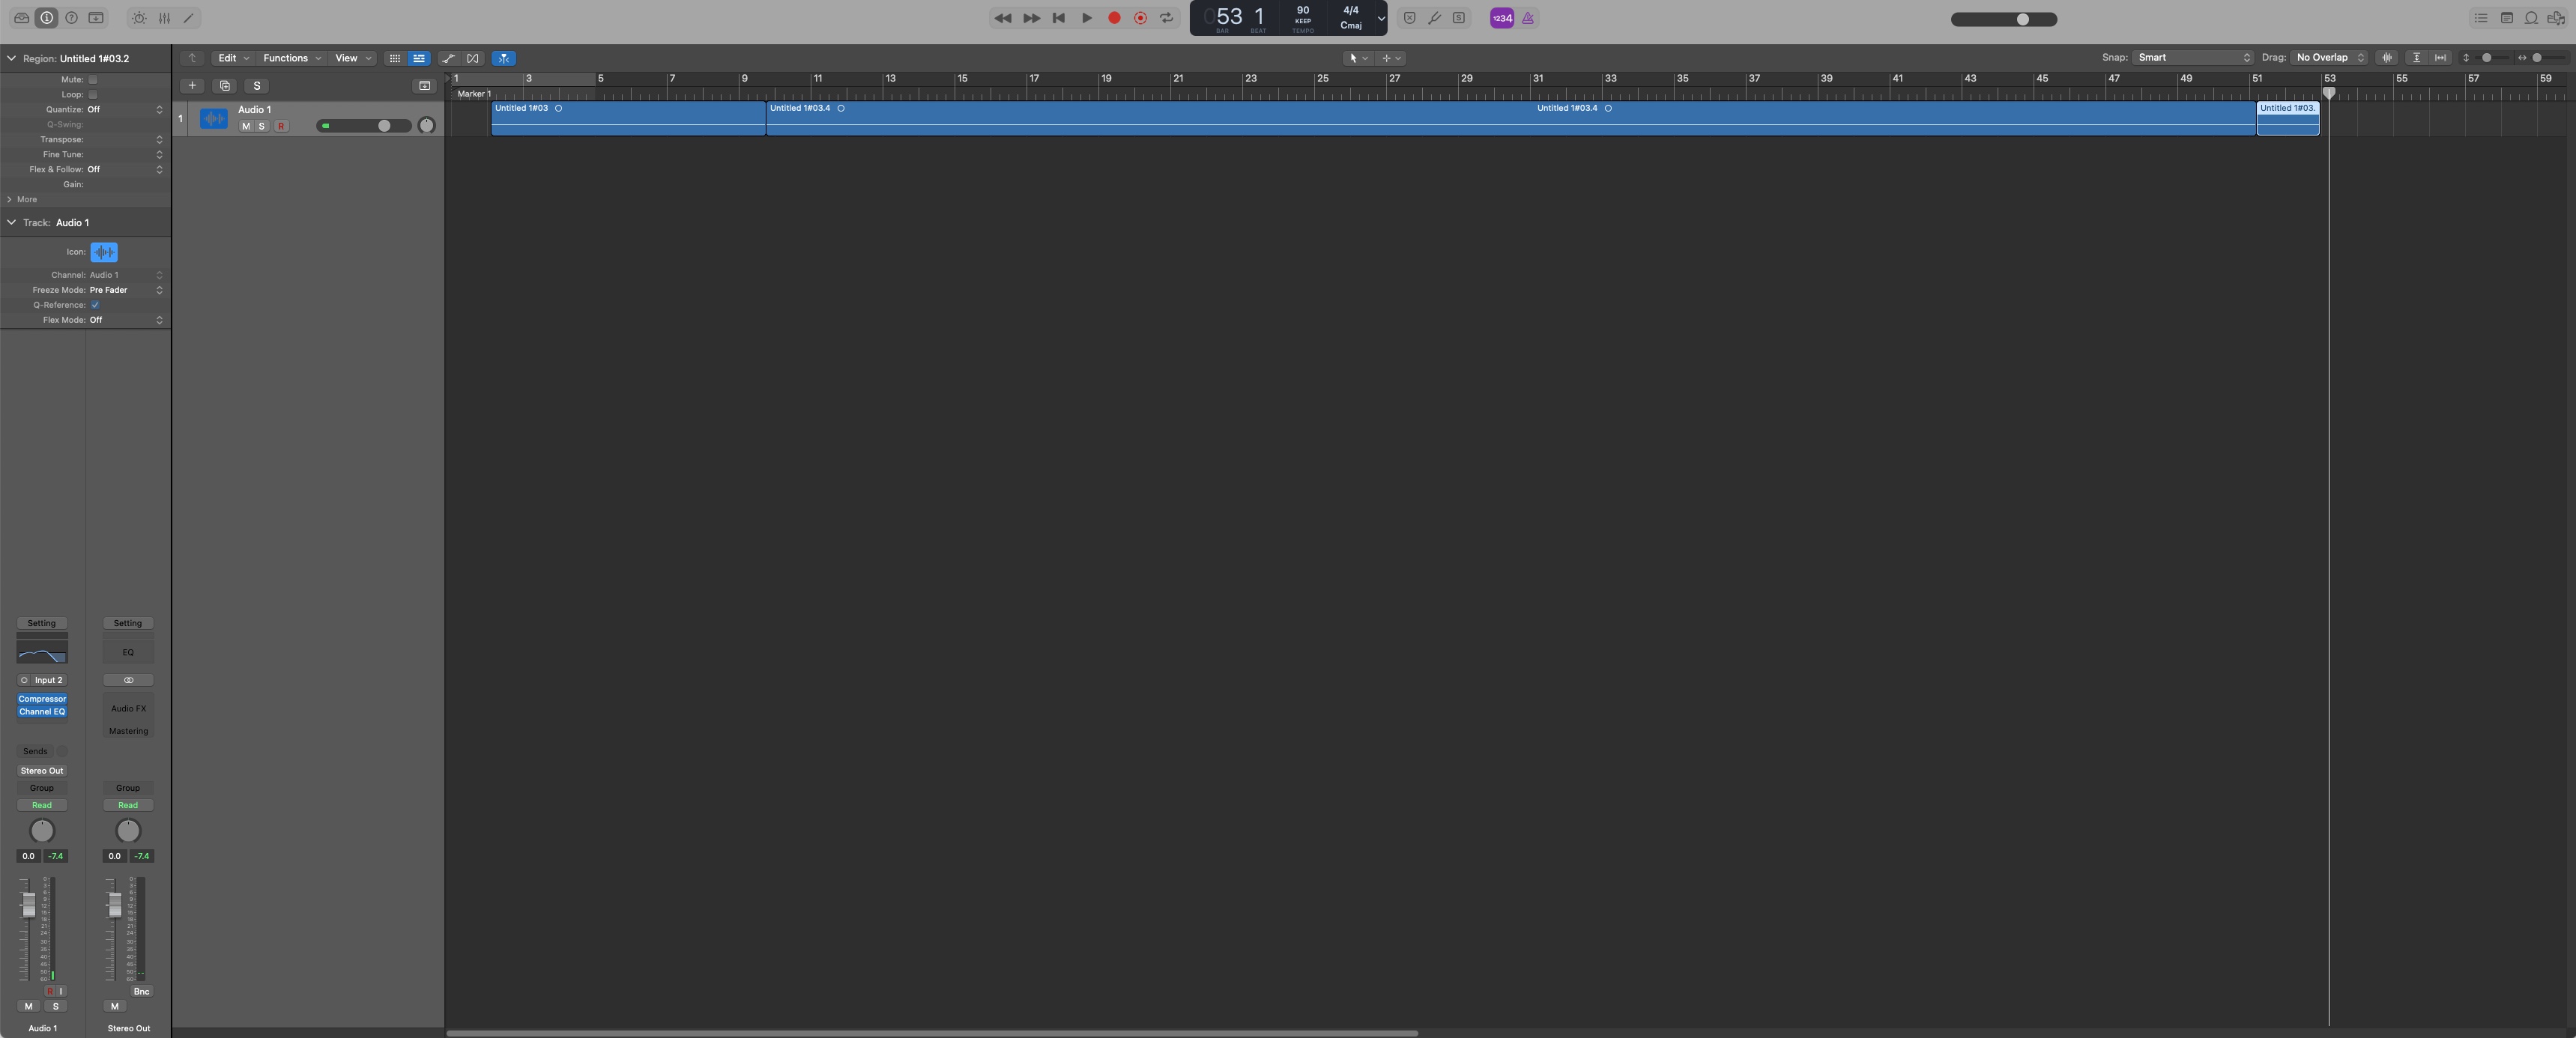 053 1 90 4/4
KEEP Cmaj
BAR BEAT TEMPO
1234
Region: Untitled 1#03.2
Edit Functions View
Snap: Smart Drag: No Overlap
Mute:
Loop:
Quantize: Off
Q-Swing:
Transpose:
Fine Tune:
Flex & Follow: Off
Gain:
More
Track: Audio 1
Icon:
Channel: Audio 1
Freeze Mode: Pre Fader
Q-Reference:
Flex Mode: Off
S
1 3 5 7 9 11 13 15 17 19 21 23 25 27 29 31 33 35 37 39 41 43 45 47 49 51 53 55 57 59
Marker 1
1 Audio 1
M S R
Untitled 1#03 Untitled 1#03.4 Untitled 1#03.4 Untitled 1#03.
Setting Setting
EQ
Input 2
Compressor
Channel EQ
Audio FX
Mastering
Sends
Stereo Out
Group Group
Read Read
0.0 -7.4 0.0 -7.4
R I Bnc
M S M
Audio 1 Stereo Out